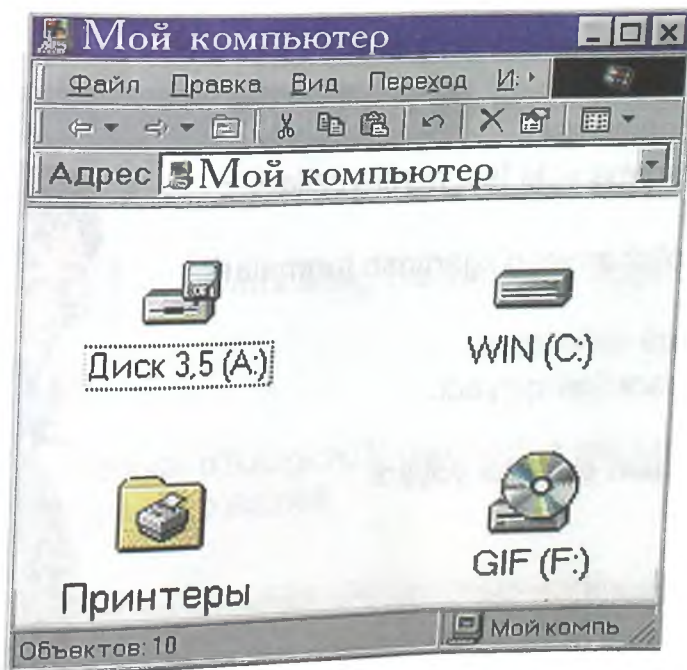 Мой компьютер
Файл Правка Вид Переход И:
Адрес Мой компьютер
Диск 3,5 (A:) WIN (C:)
Принтеры GIF (F:)
Объектов: 10 Мой компь